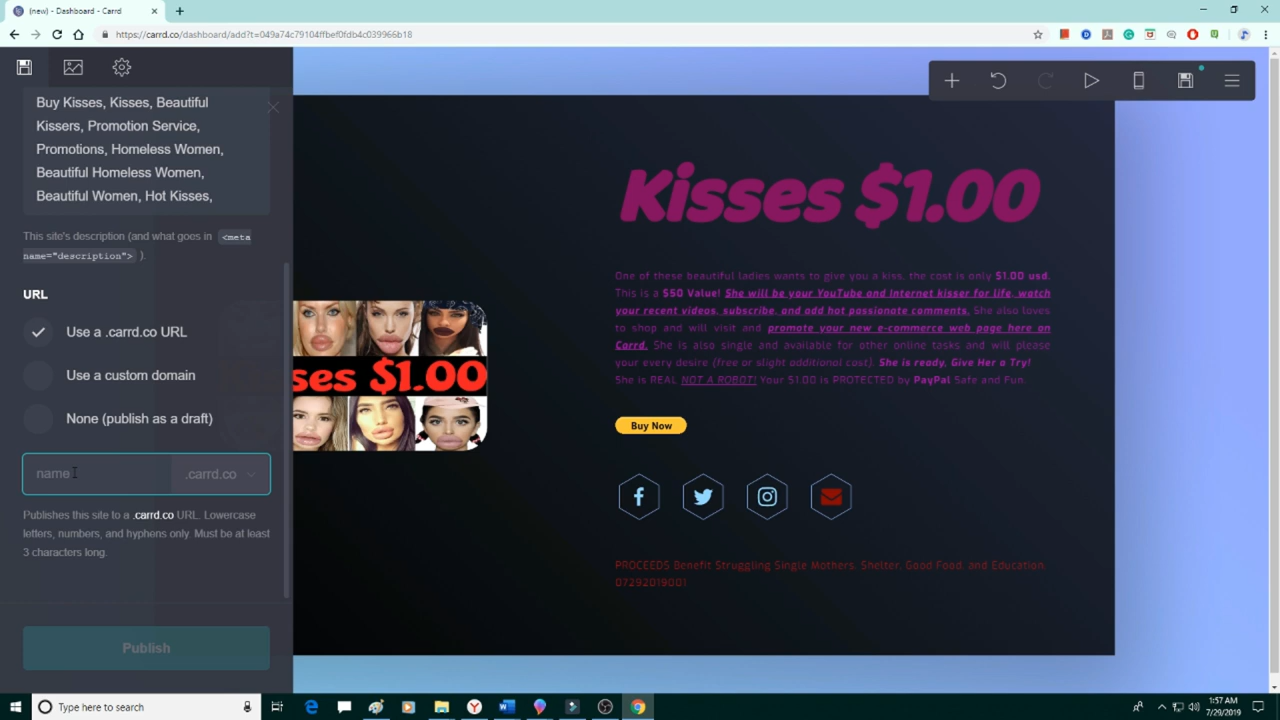 (new) - Dashboard - Carrd
https://carrd.co/dashboard/add?t=049a74c79104ffbef0fdb4c039966b18
Buy Kisses, Kisses, Beautiful
Kissers, Promotion Service,
Promotions, Homeless Women,
Beautiful Homeless Women,
Beautiful Women, Hot Kisses,
This site's description (and what goes in <meta
name="description"> ).
URL
Use a .carrd.co URL
Use a custom domain
None (publish as a draft)
name
.carrd.co
Publishes this site to a .carrd.co URL. Lowercase
letters, numbers, and hyphens only. Must be at least
3 characters long.
Publish
sses $1.00
Kisses $1.00
One of these beautiful ladies wants to give you a kiss, the cost is only $1.00 usd.
This is a $50 Value! She will be your YouTube and Internet kisser for life, watch
your recent videos, subscribe, and add hot passionate comments. She also loves
to shop and will visit and promote your new e-commerce web page here on
Carrd. She is also single and available for other online tasks and will please
your every desire (free or slight additional cost). She is ready, Give Her a Try!
She is REAL NOT A ROBOT! Your $1.00 is PROTECTED by PayPal Safe and Fun.
Buy Now
PROCEEDS Benefit Struggling Single Mothers, Shelter, Good Food, and Education.
07292019001
Type here to search
1:57 AM
7/29/2019